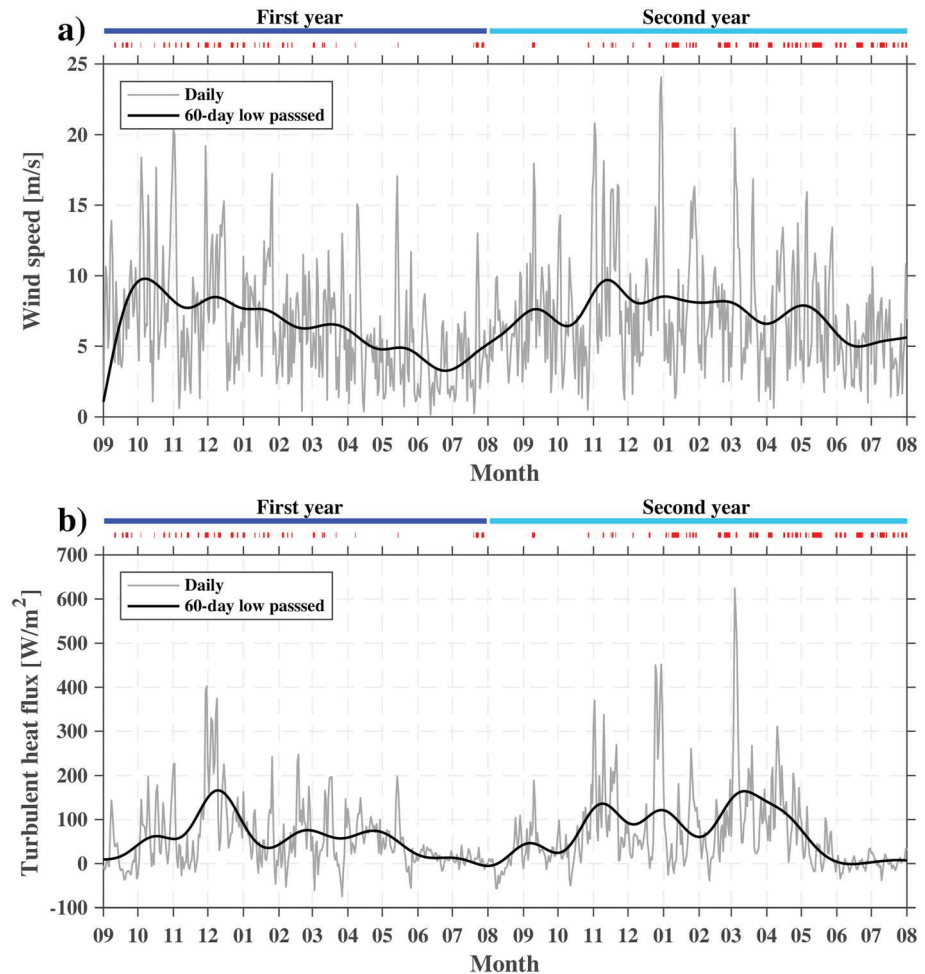 First year Second year
a)
25
20
15
10
5
0
Wind speed [m/s]
Daily
60-day low passsed
09 10 11 12 01 02 03 04 05 06 07 08 09 10 11 12 01 02 03 04 05 06 07 08
Month
First year Second year
b)
700
600
500
400
300
200
100
0
-100
Turbulent heat flux [W/m²]
Daily
60-day low passsed
09 10 11 12 01 02 03 04 05 06 07 08 09 10 11 12 01 02 03 04 05 06 07 08
Month